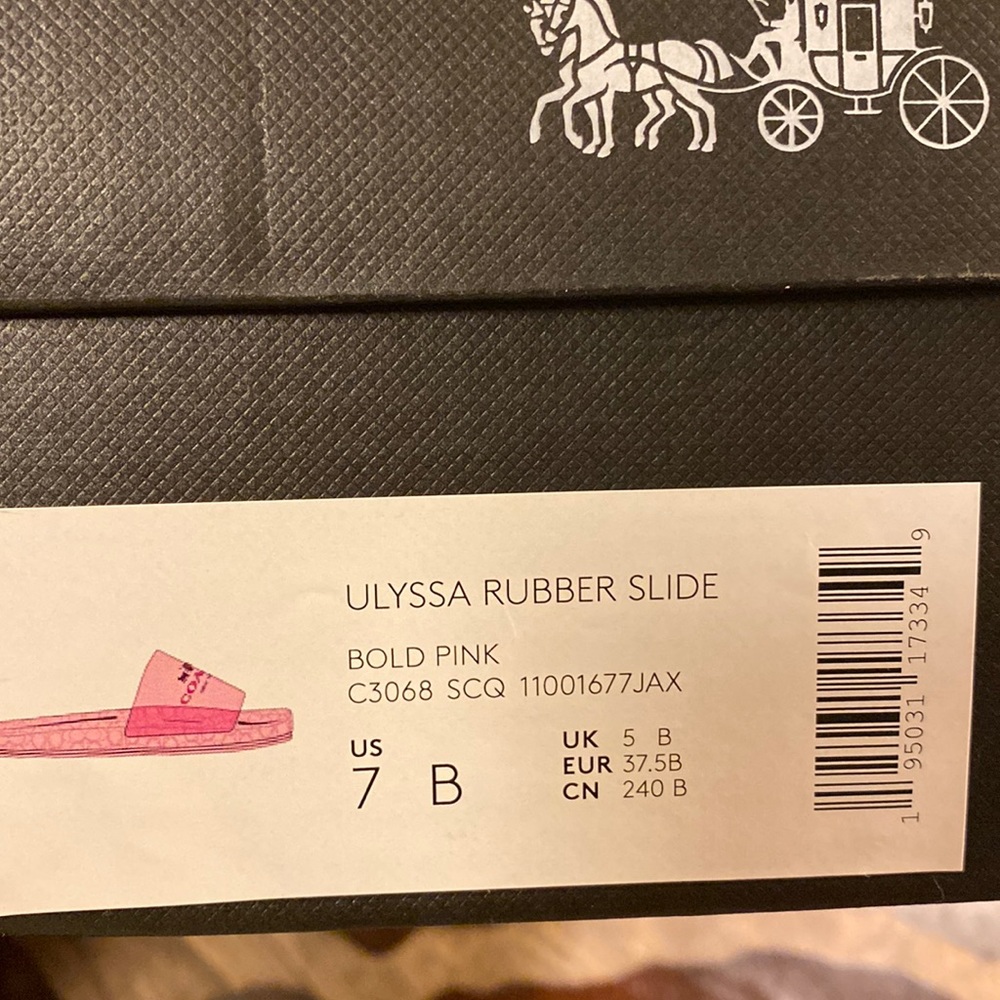 ULYSSA RUBBER SLIDE
BOLD PINK
C3068 SCQ 11001677JAX
US
7 B
UK 5 B
EUR 37.5B
CN 240 B
1 95031 17334 9
COA